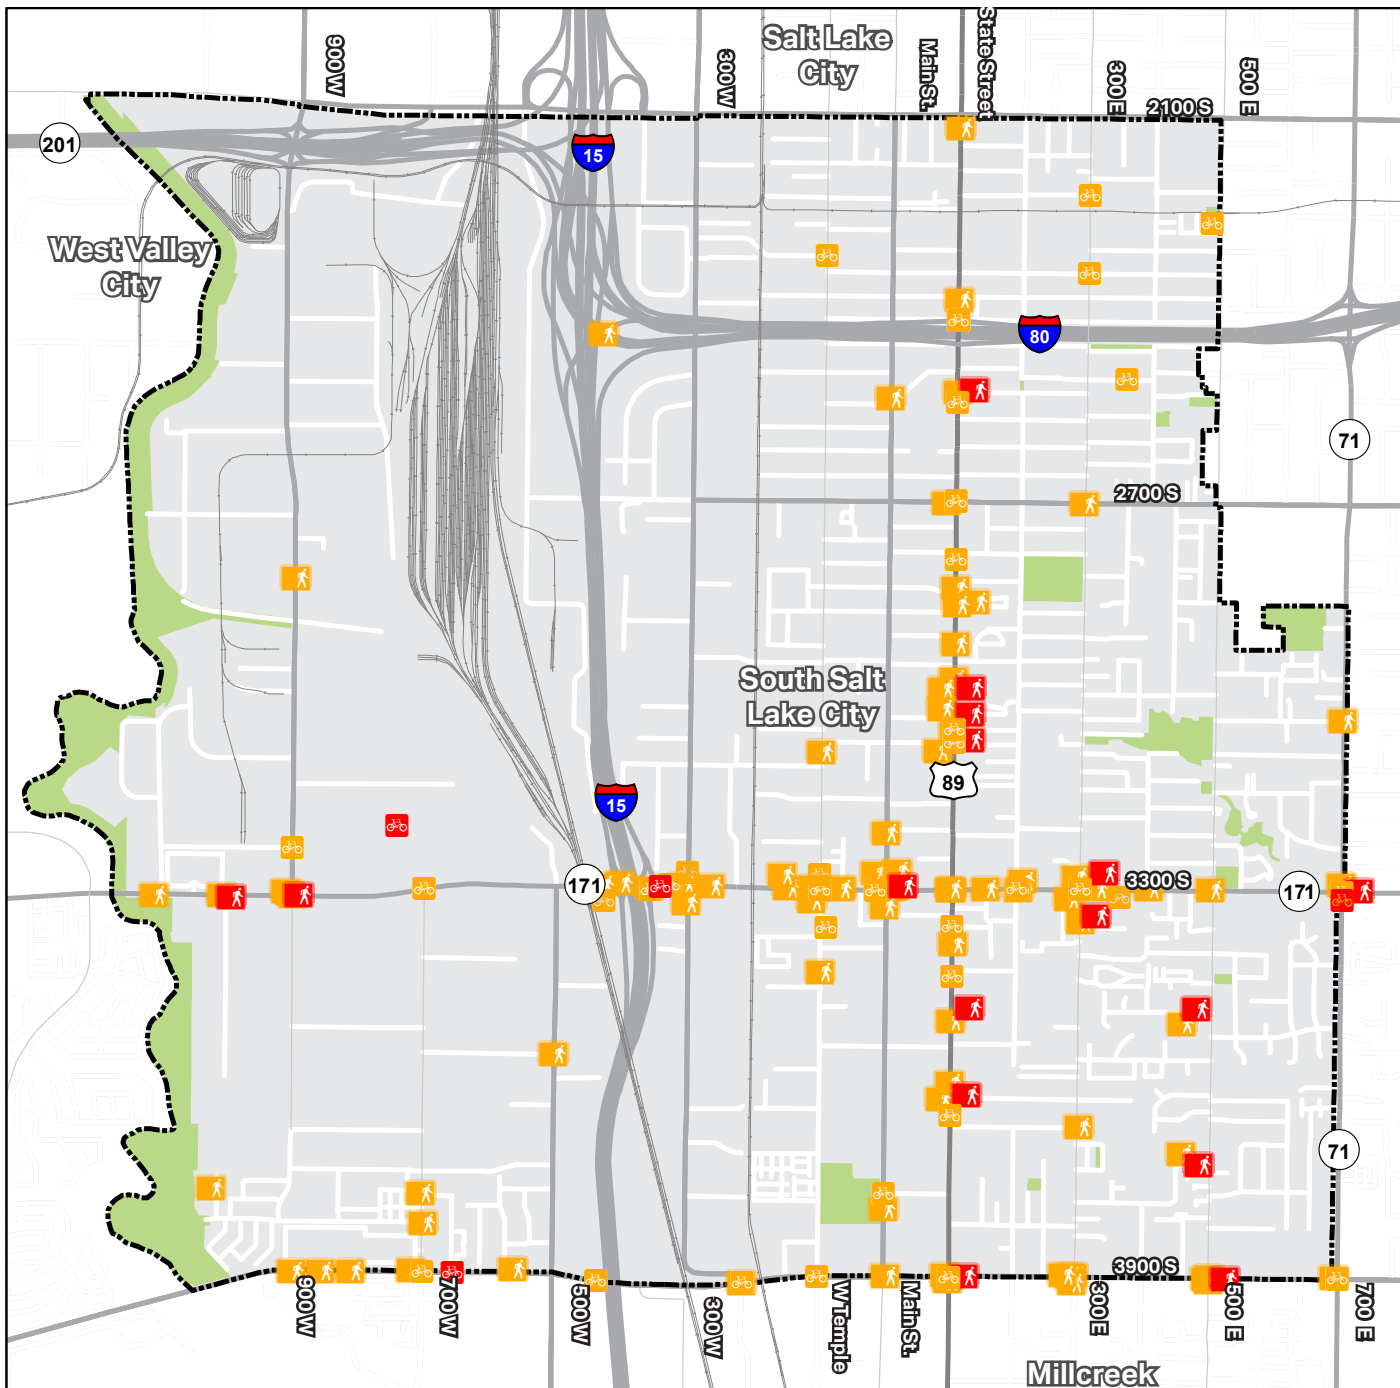 Salt Lake
City
900 W
300 W
Main St.
State Street
300 E
500 E
2100 S
201
15
West Valley
City
80
71
2700 S
South Salt
Lake City
89
15
171
3300 S
171
71
3900 S
900 W
700 W
500 W
300 W
W Temple
Main St.
300 E
500 E
700 E
Millcreek